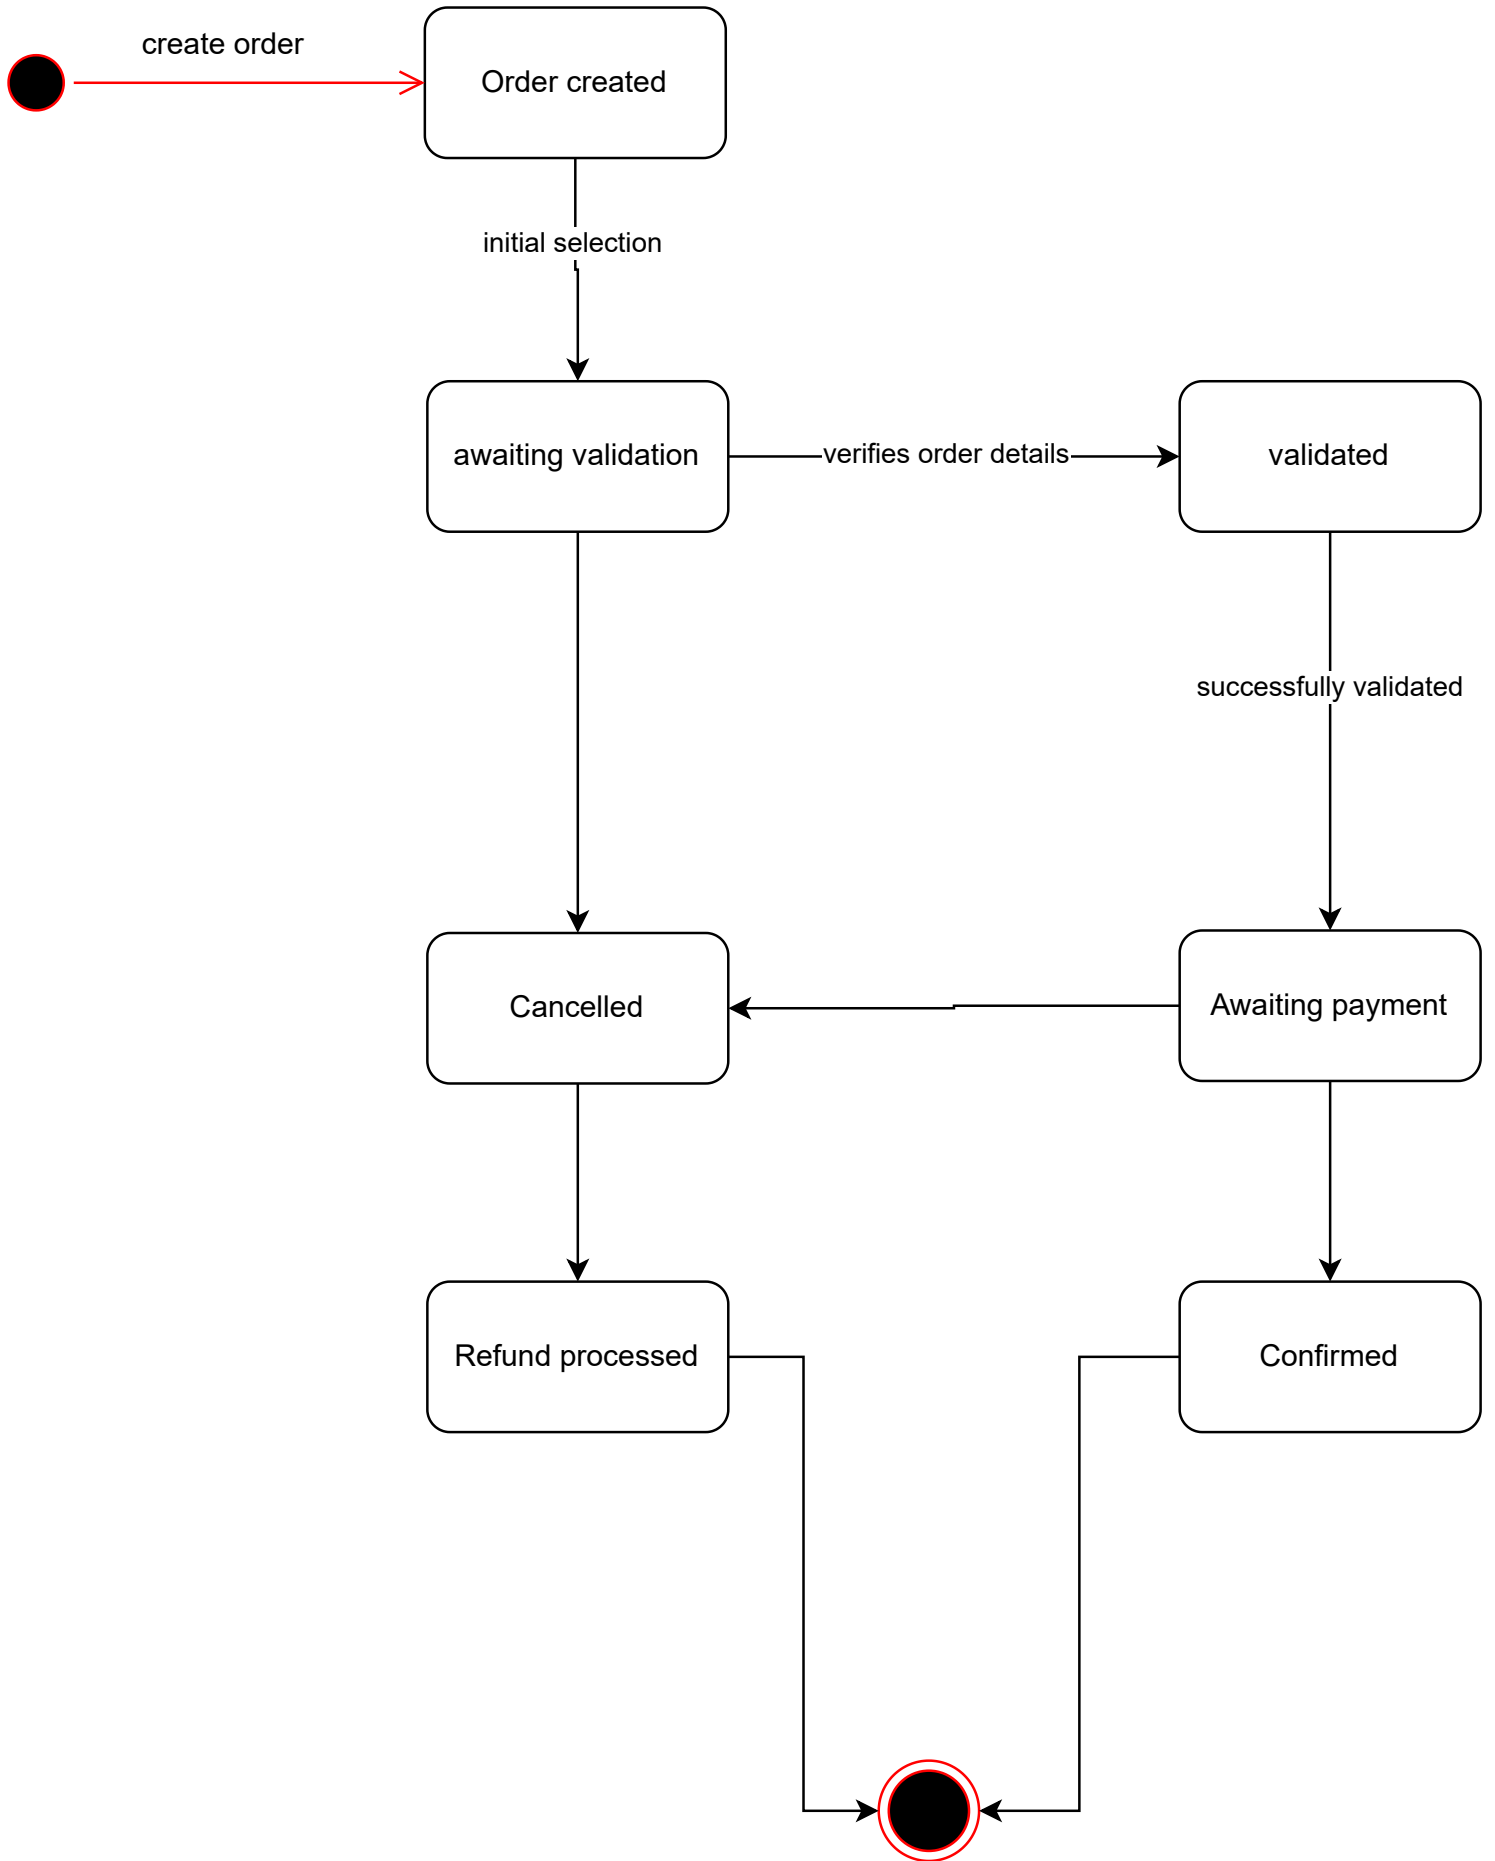 create order
Order created
initial selection
awaiting validation
verifies order details
validated
successfully validated
Cancelled
Awaiting payment
Refund processed
Confirmed